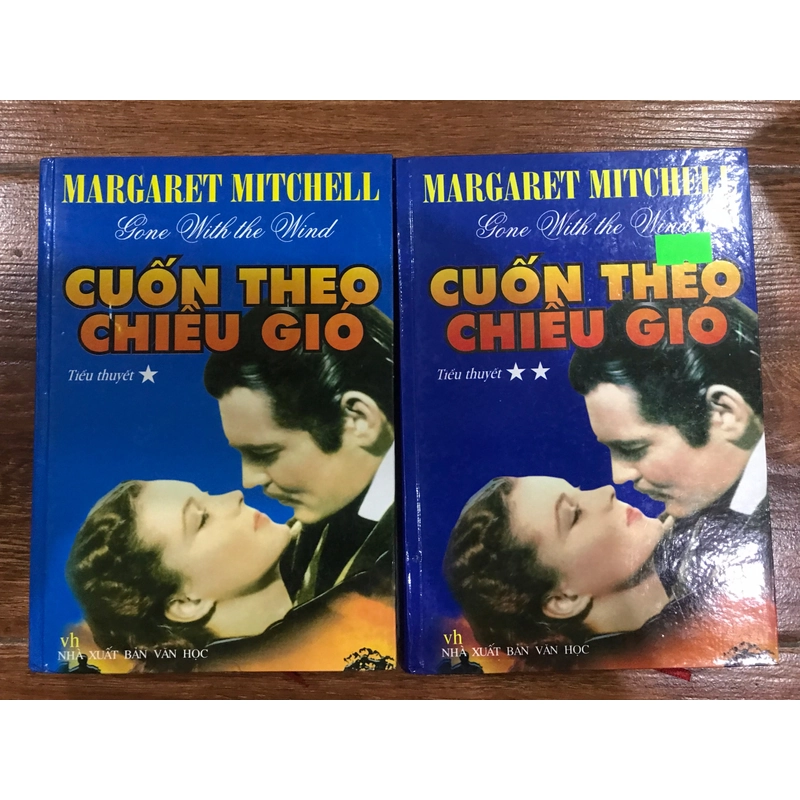 MARGARET MITCHELL
Gone With the Wind
CUỐN THEO
CHIỀU GIÓ
Tiểu thuyết ★
vh
NHÀ XUẤT BẢN VĂN HỌC
MARGARET MITCHELL
Gone With the Wind
CUỐN THEO
CHIỀU GIÓ
Tiểu thuyết ★★
vh
NHÀ XUẤT BẢN VĂN HỌC